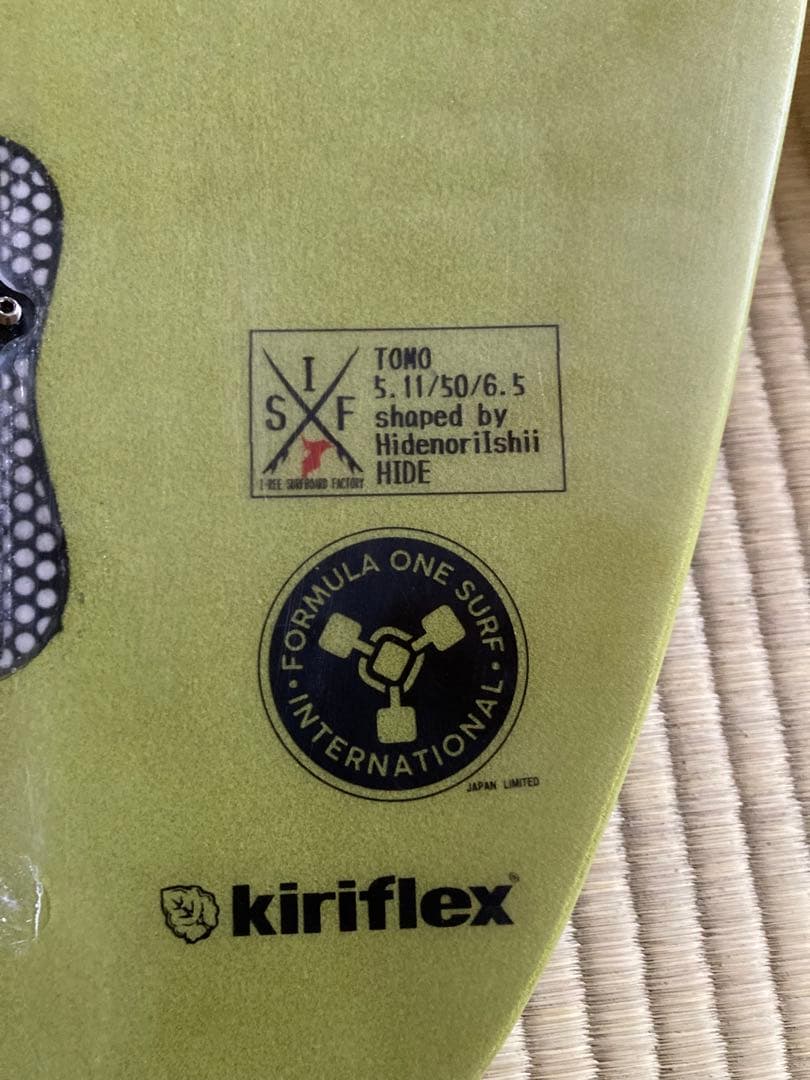 I
S F
I-REE SURFBOARD FACTORY
TOMO
5.11/50/6.5
shaped by
HidenoriIshii
HIDE
FORMULA ONE SURF
INTERNATIONAL
JAPAN LIMITED
kiriflex®